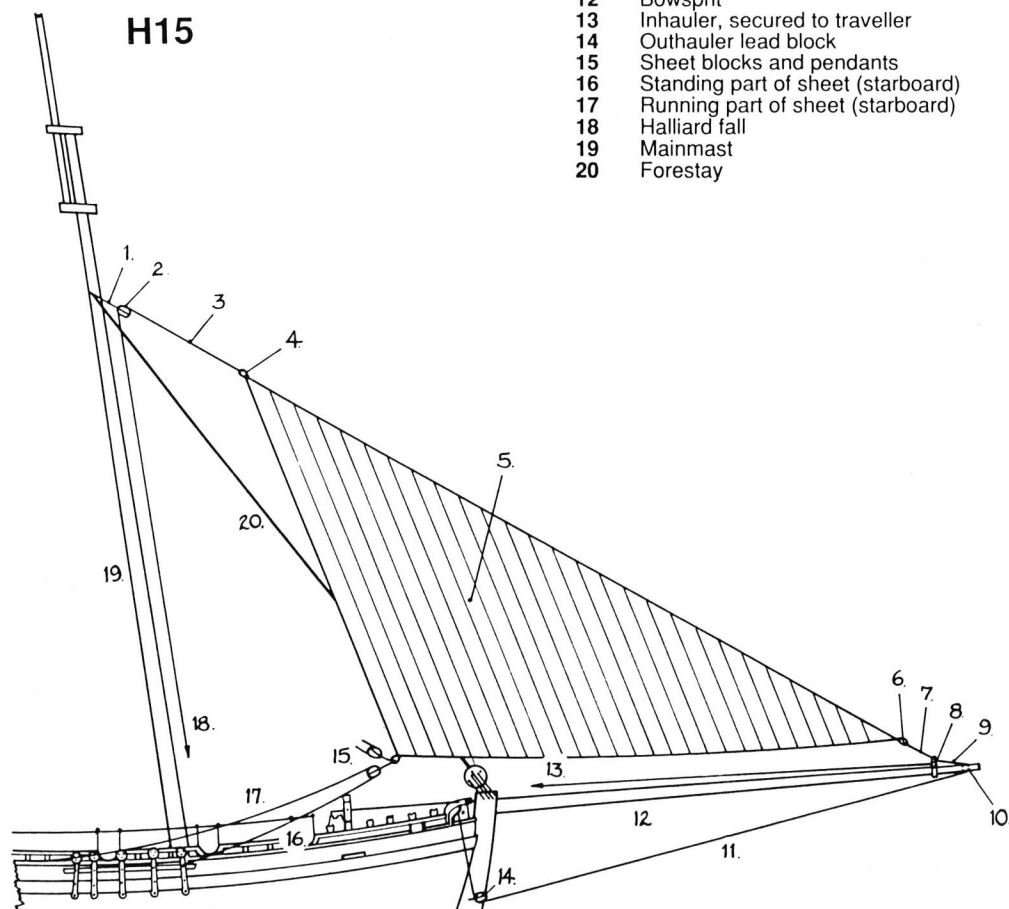 H15
12 Bowsprit
13 Inhauler, secured to traveller
14 Outhauler lead block
15 Sheet blocks and pendants
16 Standing part of sheet (starboard)
17 Running part of sheet (starboard)
18 Halliard fall
19 Mainmast
20 Forestay
1.
2.
3
4.
5.
20.
19.
6.
7.
8.
9.
18.
15.
13.
10.
17.
12
16.
11.
14.